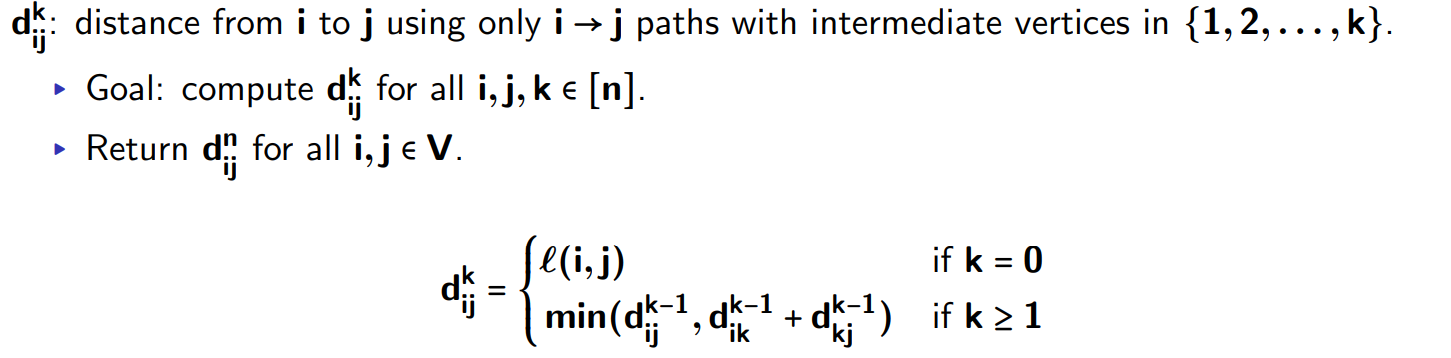 d^k_ij: distance from i to j using only i → j paths with intermediate vertices in {1, 2, . . . , k}.
▸ Goal: compute d^k_ij for all i, j, k ∈ [n].
▸ Return d^n_ij for all i, j ∈ V.
d^k_ij = { ℓ(i, j) if k = 0
min(d^{k−1}_ij, d^{k−1}_ik + d^{k−1}_kj) if k ≥ 1